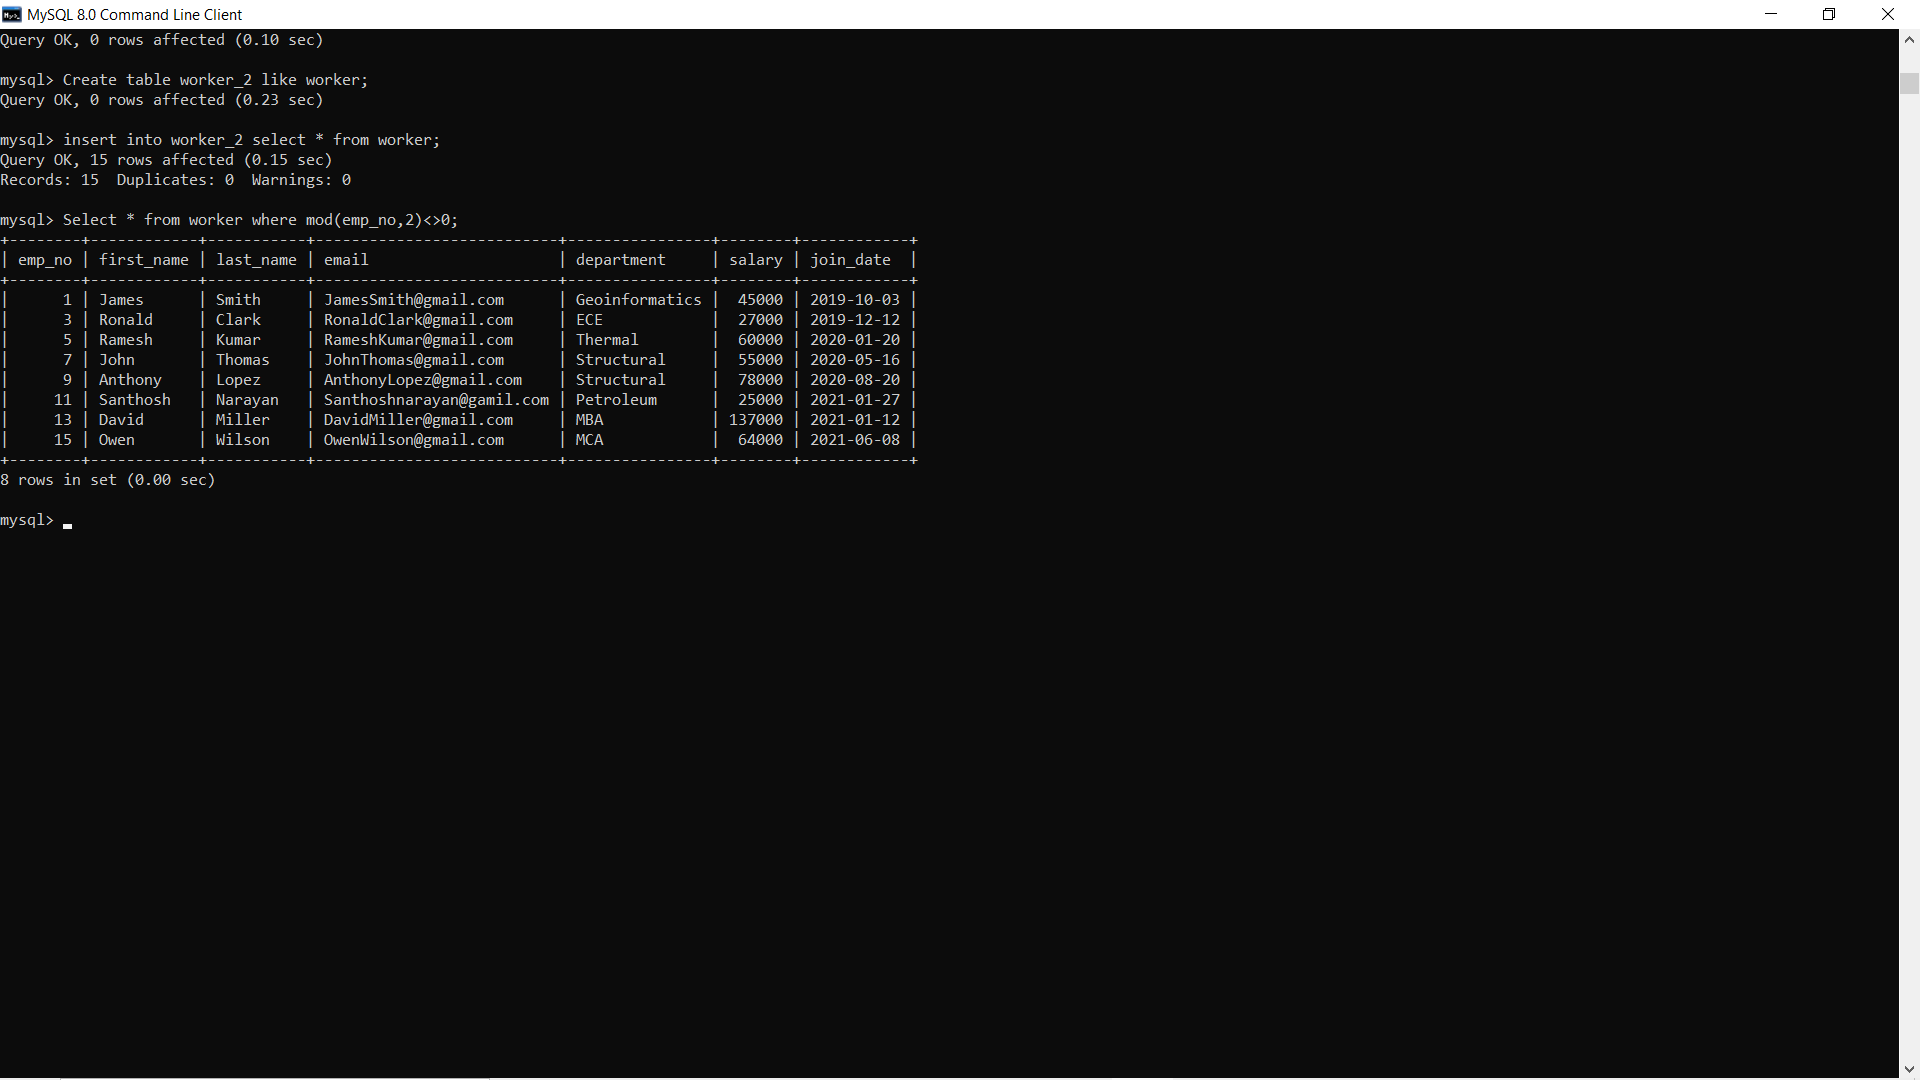 MySQL 8.0 Command Line Client
Query OK, 0 rows affected (0.10 sec)
mysql> Create table worker_2 like worker;
Query OK, 0 rows affected (0.23 sec)
mysql> insert into worker_2 select * from worker;
Query OK, 15 rows affected (0.15 sec)
Records: 15  Duplicates: 0  Warnings: 0
mysql> Select * from worker where mod(emp_no,2)<>0;
+--------+------------+-----------+---------------------------+----------------+--------+------------+
| emp_no | first_name | last_name | email                     | department     | salary | join_date  |
+--------+------------+-----------+---------------------------+----------------+--------+------------+
|      1 | James      | Smith     | JamesSmith@gmail.com      | Geoinformatics |  45000 | 2019-10-03 |
|      3 | Ronald     | Clark     | RonaldClark@gmail.com     | ECE            |  27000 | 2019-12-12 |
|      5 | Ramesh     | Kumar     | RameshKumar@gmail.com     | Thermal        |  60000 | 2020-01-20 |
|      7 | John       | Thomas    | JohnThomas@gmail.com      | Structural     |  55000 | 2020-05-16 |
|      9 | Anthony    | Lopez     | AnthonyLopez@gmail.com    | Structural     |  78000 | 2020-08-20 |
|     11 | Santhosh   | Narayan   | Santhoshnarayan@gamil.com | Petroleum      |  25000 | 2021-01-27 |
|     13 | David      | Miller    | DavidMiller@gmail.com     | MBA            | 137000 | 2021-01-12 |
|     15 | Owen       | Wilson    | OwenWilson@gmail.com      | MCA            |  64000 | 2021-06-08 |
+--------+------------+-----------+---------------------------+----------------+--------+------------+
8 rows in set (0.00 sec)
mysql>